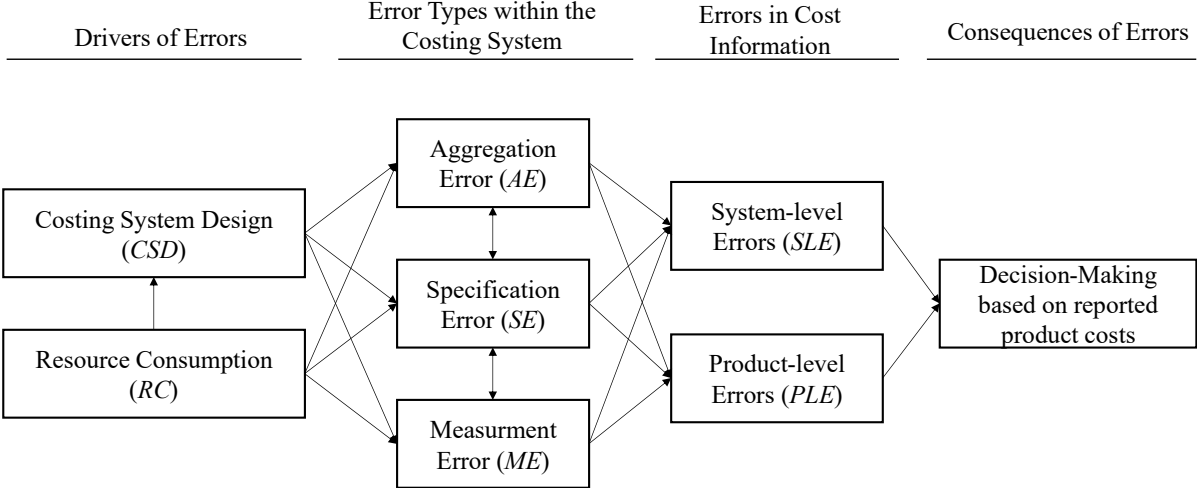 Drivers of Errors
Error Types within the
Costing System
Errors in Cost
Information
Consequences of Errors
Costing System Design
(CSD)
Resource Consumption
(RC)
Aggregation
Error (AE)
Specification
Error (SE)
Measurment
Error (ME)
System-level
Errors (SLE)
Product-level
Errors (PLE)
Decision-Making
based on reported
product costs